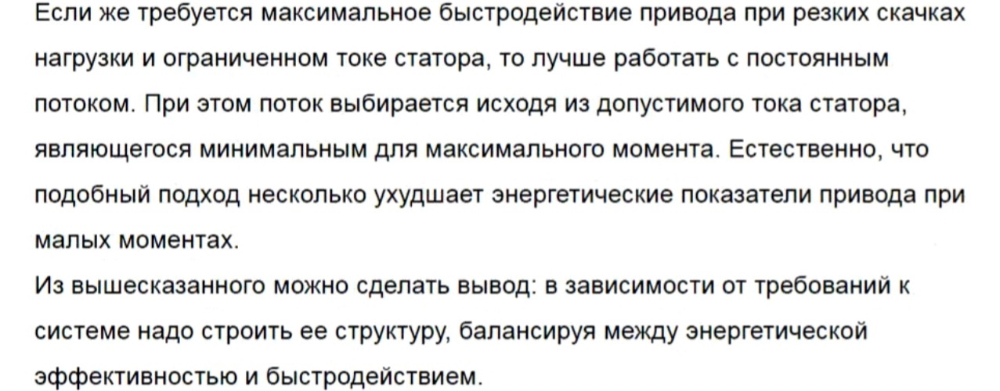 Если же требуется максимальное быстродействие привода при резких скачках
нагрузки и ограниченном токе статора, то лучше работать с постоянным
потоком. При этом поток выбирается исходя из допустимого тока статора,
являющегося минимальным для максимального момента. Естественно, что
подобный подход несколько ухудшает энергетические показатели привода при
малых моментах.
Из вышесказанного можно сделать вывод: в зависимости от требований к
системе надо строить ее структуру, балансируя между энергетической
эффективностью и быстродействием.